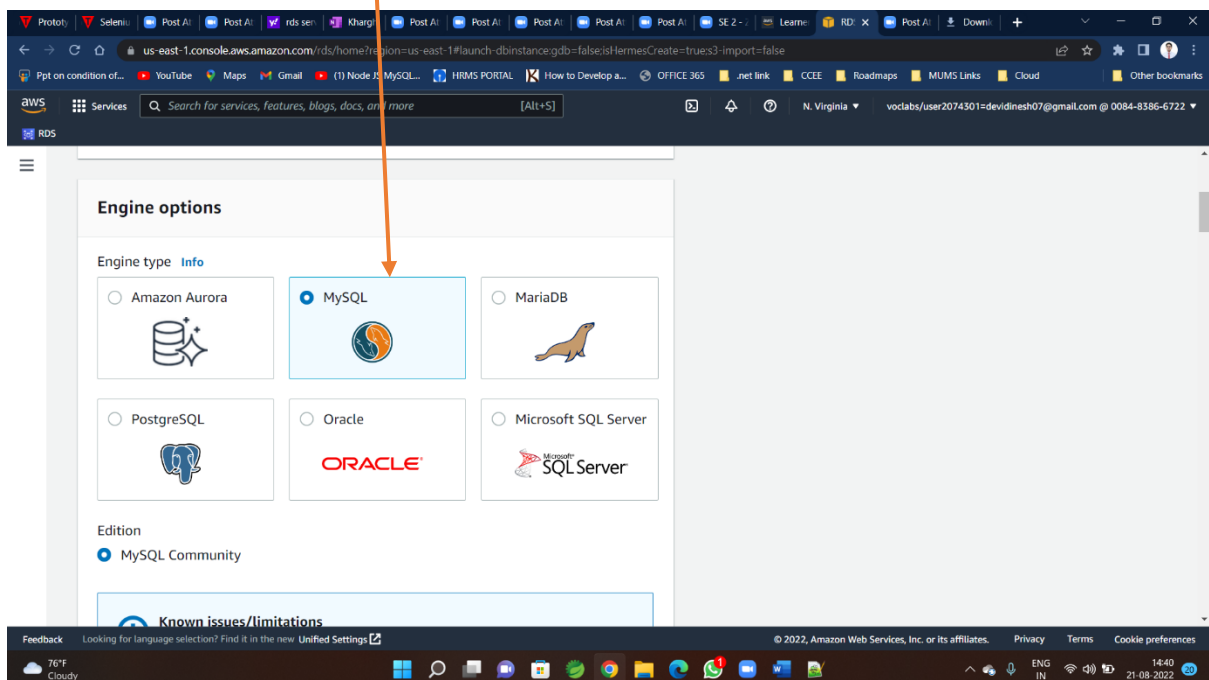 Prototy
Seleniu
Post At
Post At
rds ser
Khargh
Post At
Post At
Post At
Post At
Post At
SE 2 - 2
Learner
RDS
Post At
Downl
us-east-1.console.aws.amazon.com/rds/home?region=us-east-1#launch-dbinstance:gdb=false;isHermesCreate=true;s3-import=false
Ppt on condition of... YouTube Maps Gmail (1) Node JS MySQL... HRMS PORTAL How to Develop a... OFFICE 365 .net link CCEE Roadmaps MUMS Links Cloud Other bookmarks
aws Services Search for services, features, blogs, docs, and more [Alt+S] N. Virginia voclabs/user2074301=devidinesh07@gmail.com @ 0084-8386-6722
RDS
Engine options
Engine type Info
Amazon Aurora MySQL MariaDB
PostgreSQL Oracle Microsoft SQL Server
ORACLE Microsoft SQL Server
Edition
MySQL Community
Known issues/limitations
Feedback Looking for language selection? Find it in the new Unified Settings © 2022, Amazon Web Services, Inc. or its affiliates. Privacy Terms Cookie preferences
76°F
Cloudy
ENG
IN
14:40
21-08-2022
20